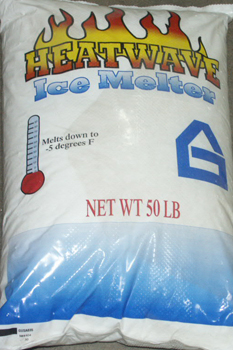 HEATWAVE
Ice Melter
Melts down to
-5 degrees F
NET WT 50 LB